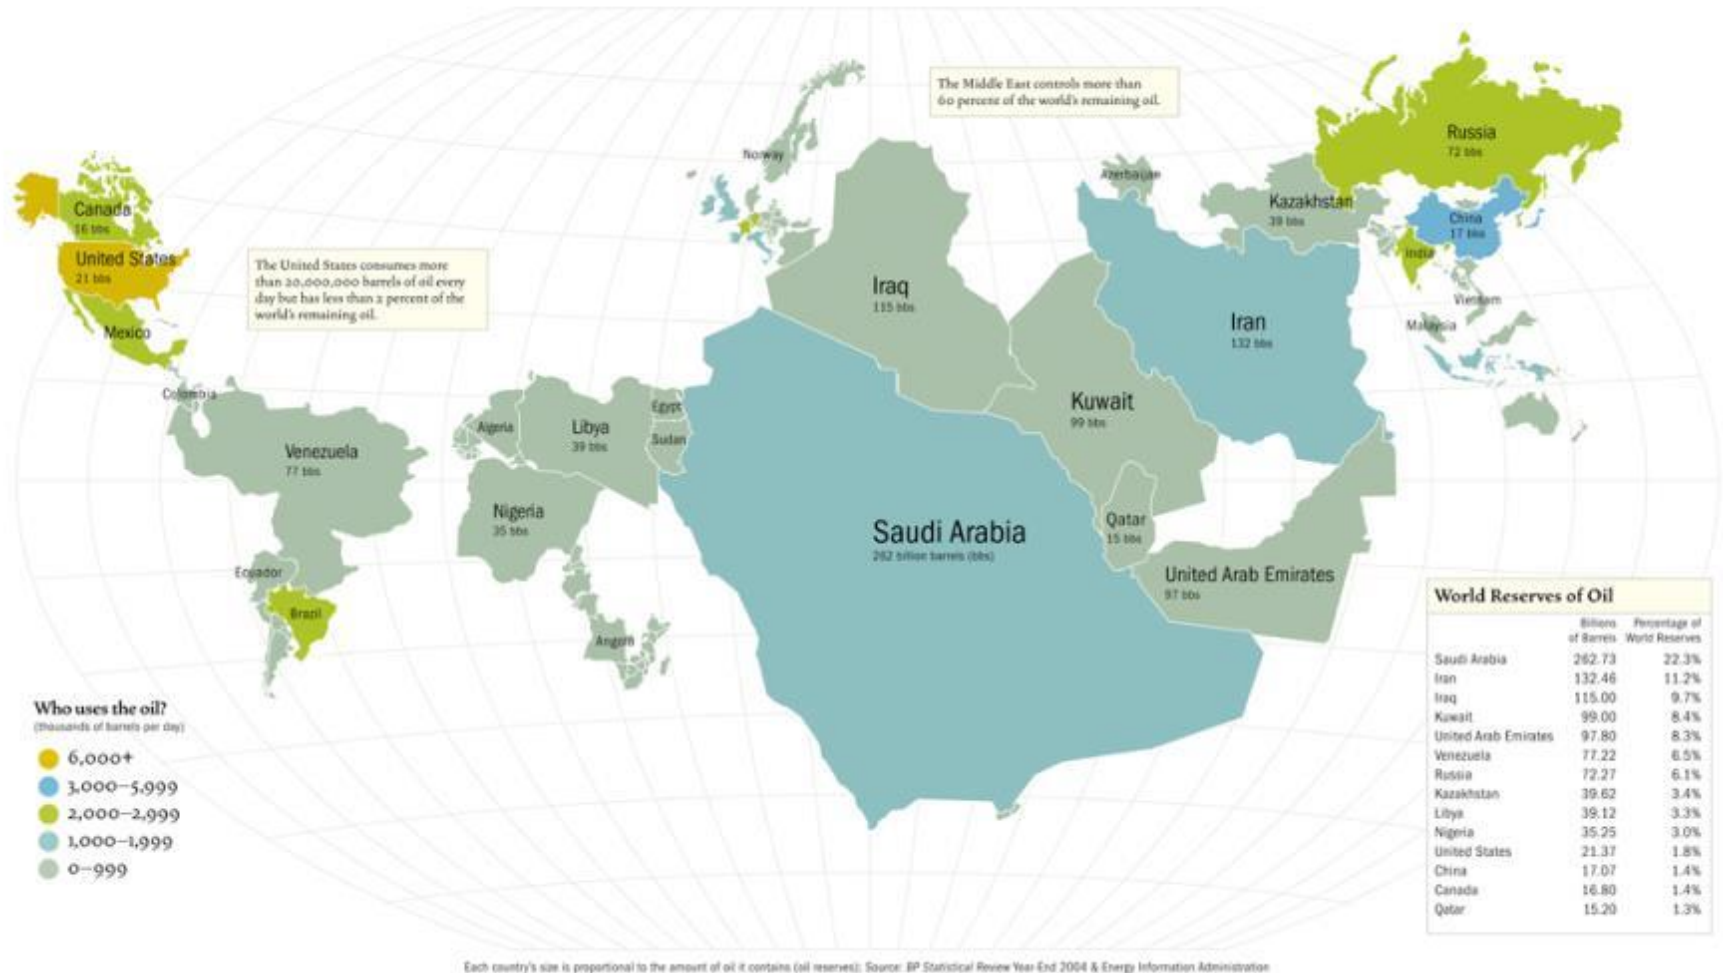 The Middle East controls more than
60 percent of the world's remaining oil.
Norway
Azerbaijan
Russia
72 bbs
Kazakhstan
39 bbs
China
17 bbs
India
Vietnam
Malaysia
Canada
16 bbs
United States
21 bbs
Mexico
The United States consumes more
than 20,000,000 barrels of oil every
day but has less than 2 percent of the
world's remaining oil.
Iraq
115 bbs
Iran
132 bbs
Kuwait
99 bbs
Colombia
Venezuela
77 bbs
Algeria
Libya
39 bbs
Egypt
Sudan
Nigeria
35 bbs
Saudi Arabia
262 billion barrels (bbs)
Qatar
15 bbs
United Arab Emirates
97 bbs
Ecuador
Brazil
Angola
Who uses the oil?
(thousands of barrels per day)
6,000+
3,000–5,999
2,000–2,999
1,000–1,999
0–999
World Reserves of Oil
Billions of Barrels Percentage of World Reserves
Saudi Arabia 262.73 22.3%
Iran 132.46 11.2%
Iraq 115.00 9.7%
Kuwait 99.00 8.4%
United Arab Emirates 97.80 8.3%
Venezuela 77.22 6.5%
Russia 72.27 6.1%
Kazakhstan 39.62 3.4%
Libya 39.12 3.3%
Nigeria 35.25 3.0%
United States 21.37 1.8%
China 17.07 1.4%
Canada 16.80 1.4%
Qatar 15.20 1.3%
Each country's size is proportional to the amount of oil it contains (oil reserves); Source: BP Statistical Review Year-End 2004 & Energy Information Administration